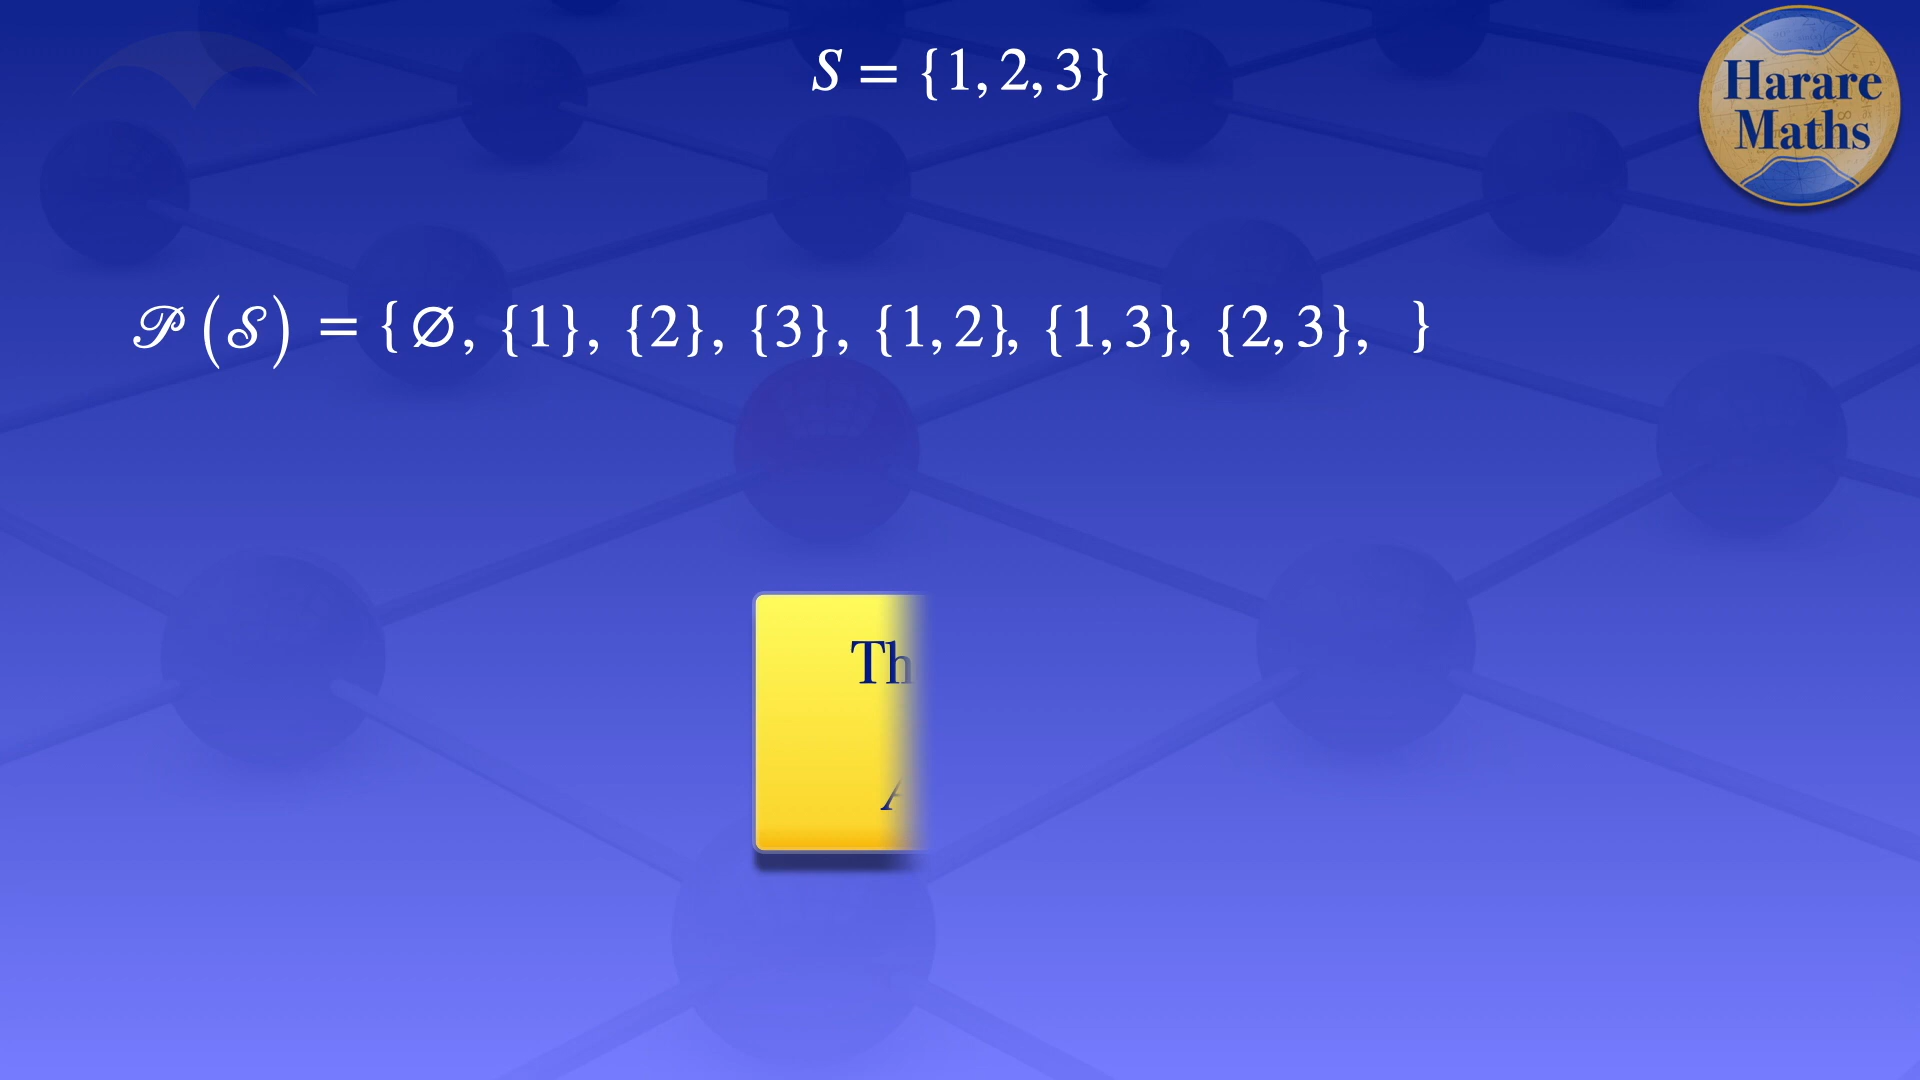 S = {1, 2, 3}
Harare
Maths
𝒫(𝒮) = { ∅, {1}, {2}, {3}, {1, 2}, {1, 3}, {2, 3}, }
Th
A